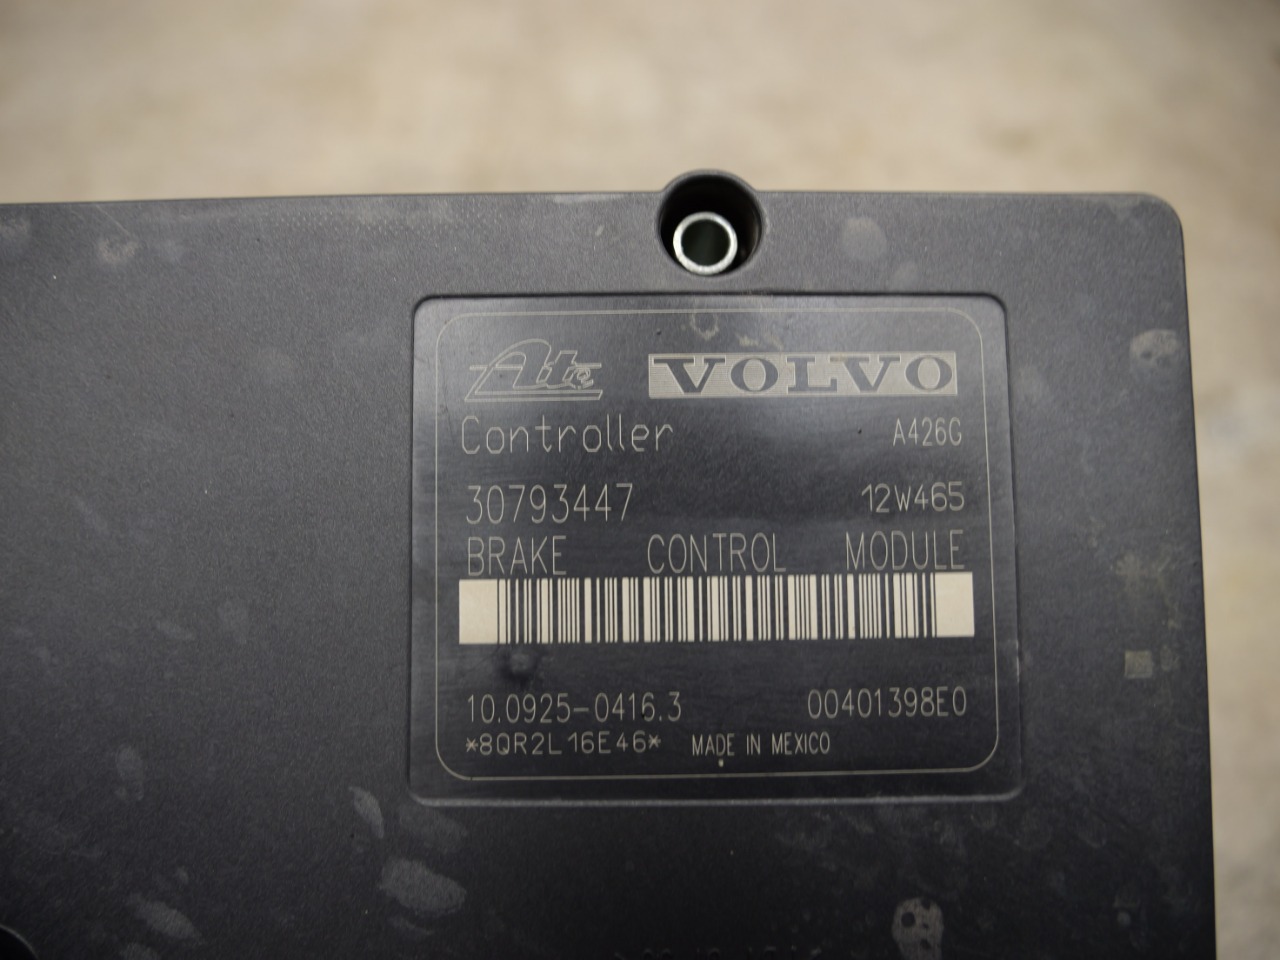 Ate VOLVO
Controller A426G
30793447 12W465
BRAKE CONTROL MODULE
10.0925-0416.3 00401398E0
*8QR2L16E46* MADE IN MEXICO